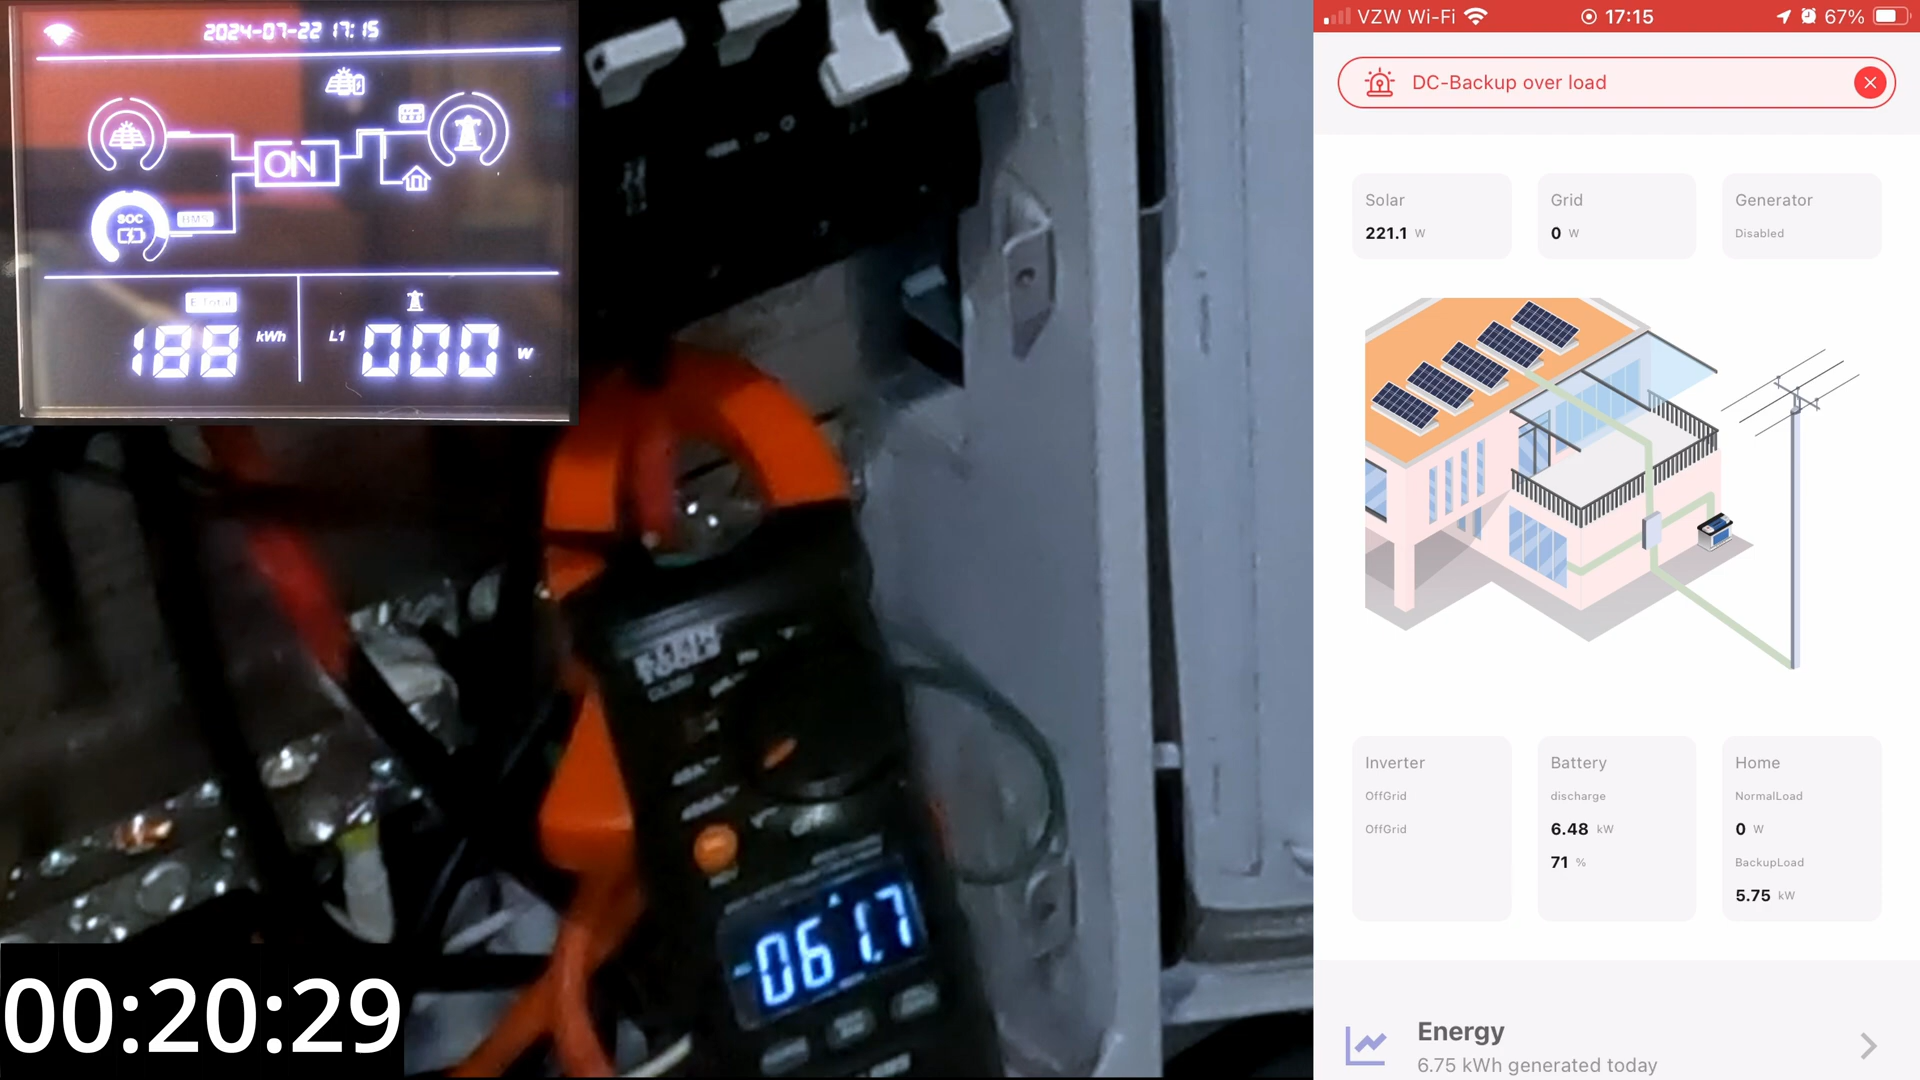 2024-07-22 17:15
ON
SOC
BMS
E-Total
188 kWh
L1 000 W
-061.7
00:20:29
VZW Wi-Fi 17:15 67%
DC-Backup over load
Solar
221.1 W
Grid
0 W
Generator
Disabled
Inverter
OffGrid
OffGrid
Battery
discharge
6.48 kW
71 %
Home
NormalLoad
0 W
BackupLoad
5.75 kW
Energy
6.75 kWh generated today